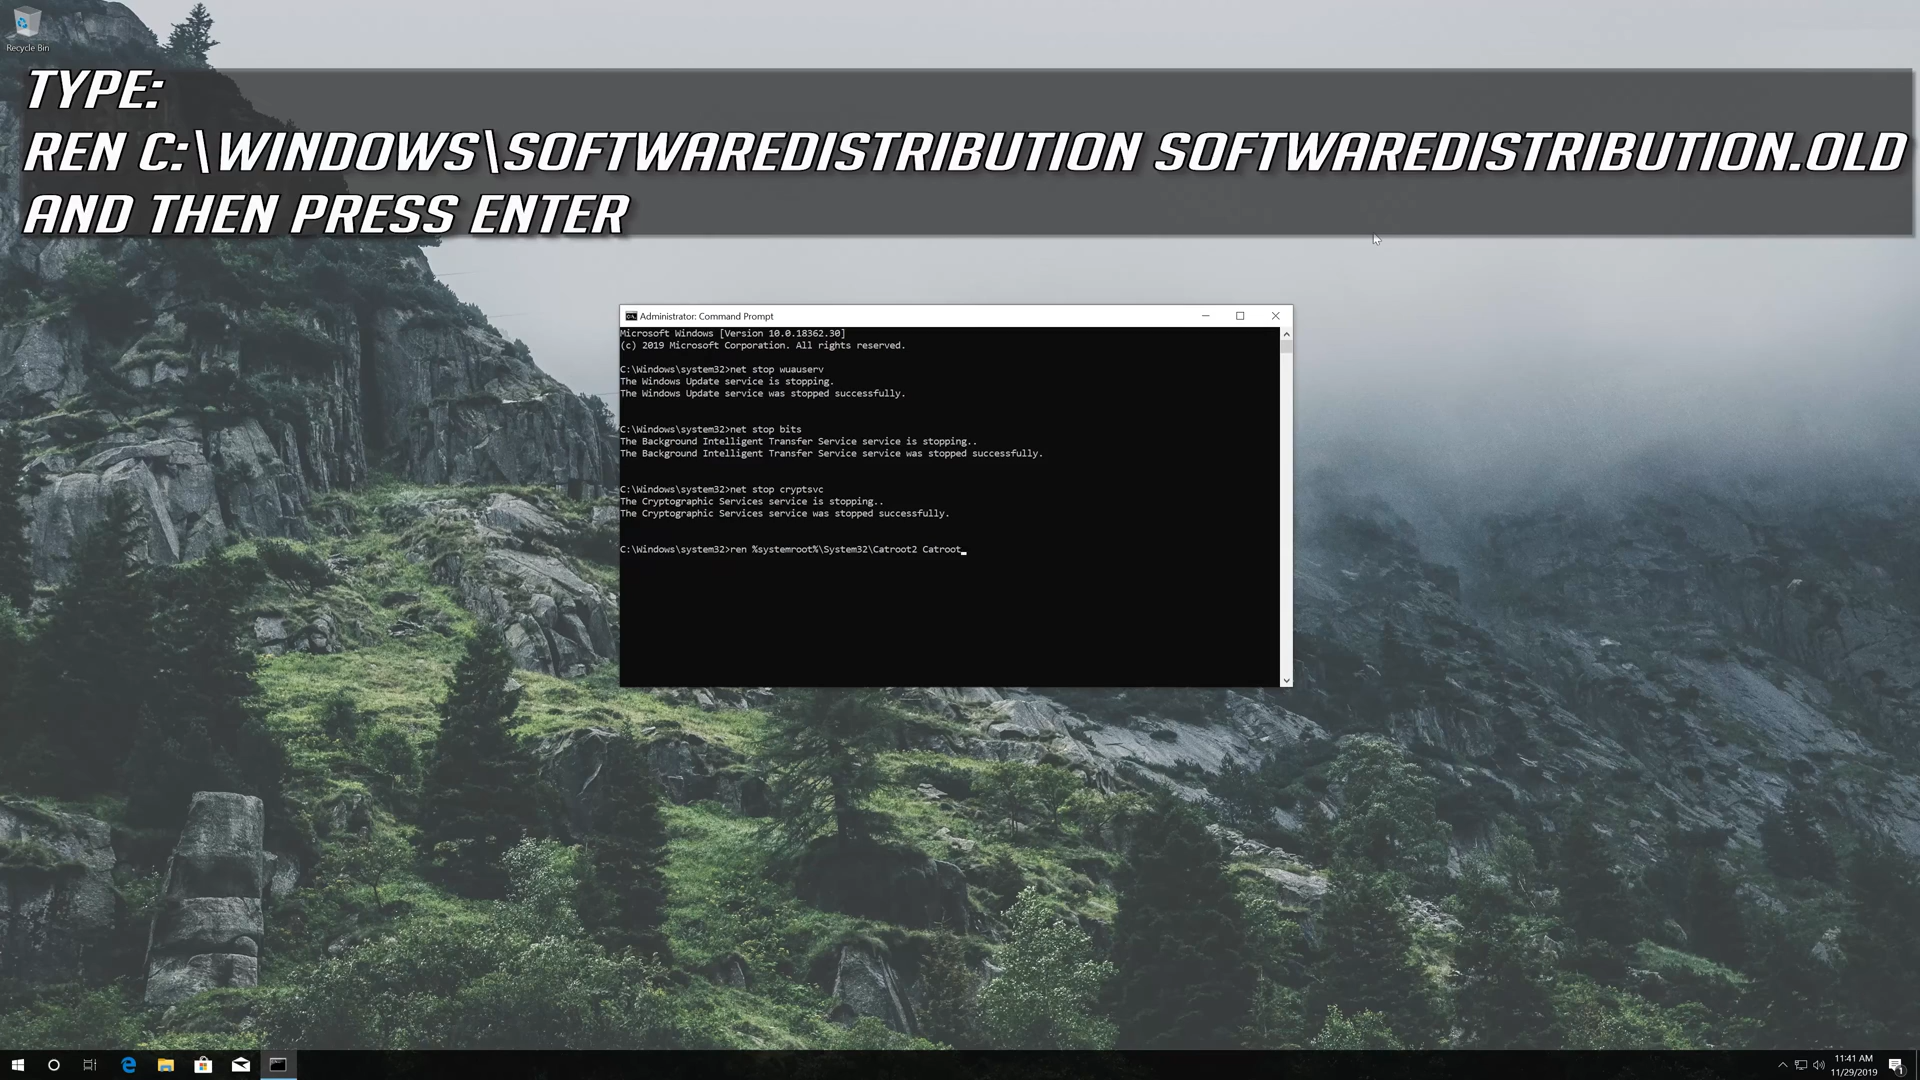 Recycle Bin
TYPE:
REN C:\WINDOWS\SOFTWAREDISTRIBUTION SOFTWAREDISTRIBUTION.OLD
AND THEN PRESS ENTER
Administrator: Command Prompt
Microsoft Windows [Version 10.0.18362.30]
(c) 2019 Microsoft Corporation. All rights reserved.
C:\Windows\system32>net stop wuauserv
The Windows Update service is stopping.
The Windows Update service was stopped successfully.
C:\Windows\system32>net stop bits
The Background Intelligent Transfer Service service is stopping..
The Background Intelligent Transfer Service service was stopped successfully.
C:\Windows\system32>net stop cryptsvc
The Cryptographic Services service is stopping..
The Cryptographic Services service was stopped successfully.
C:\Windows\system32>ren %systemroot%\System32\Catroot2 Catroot
11:41 AM
11/29/2019
1